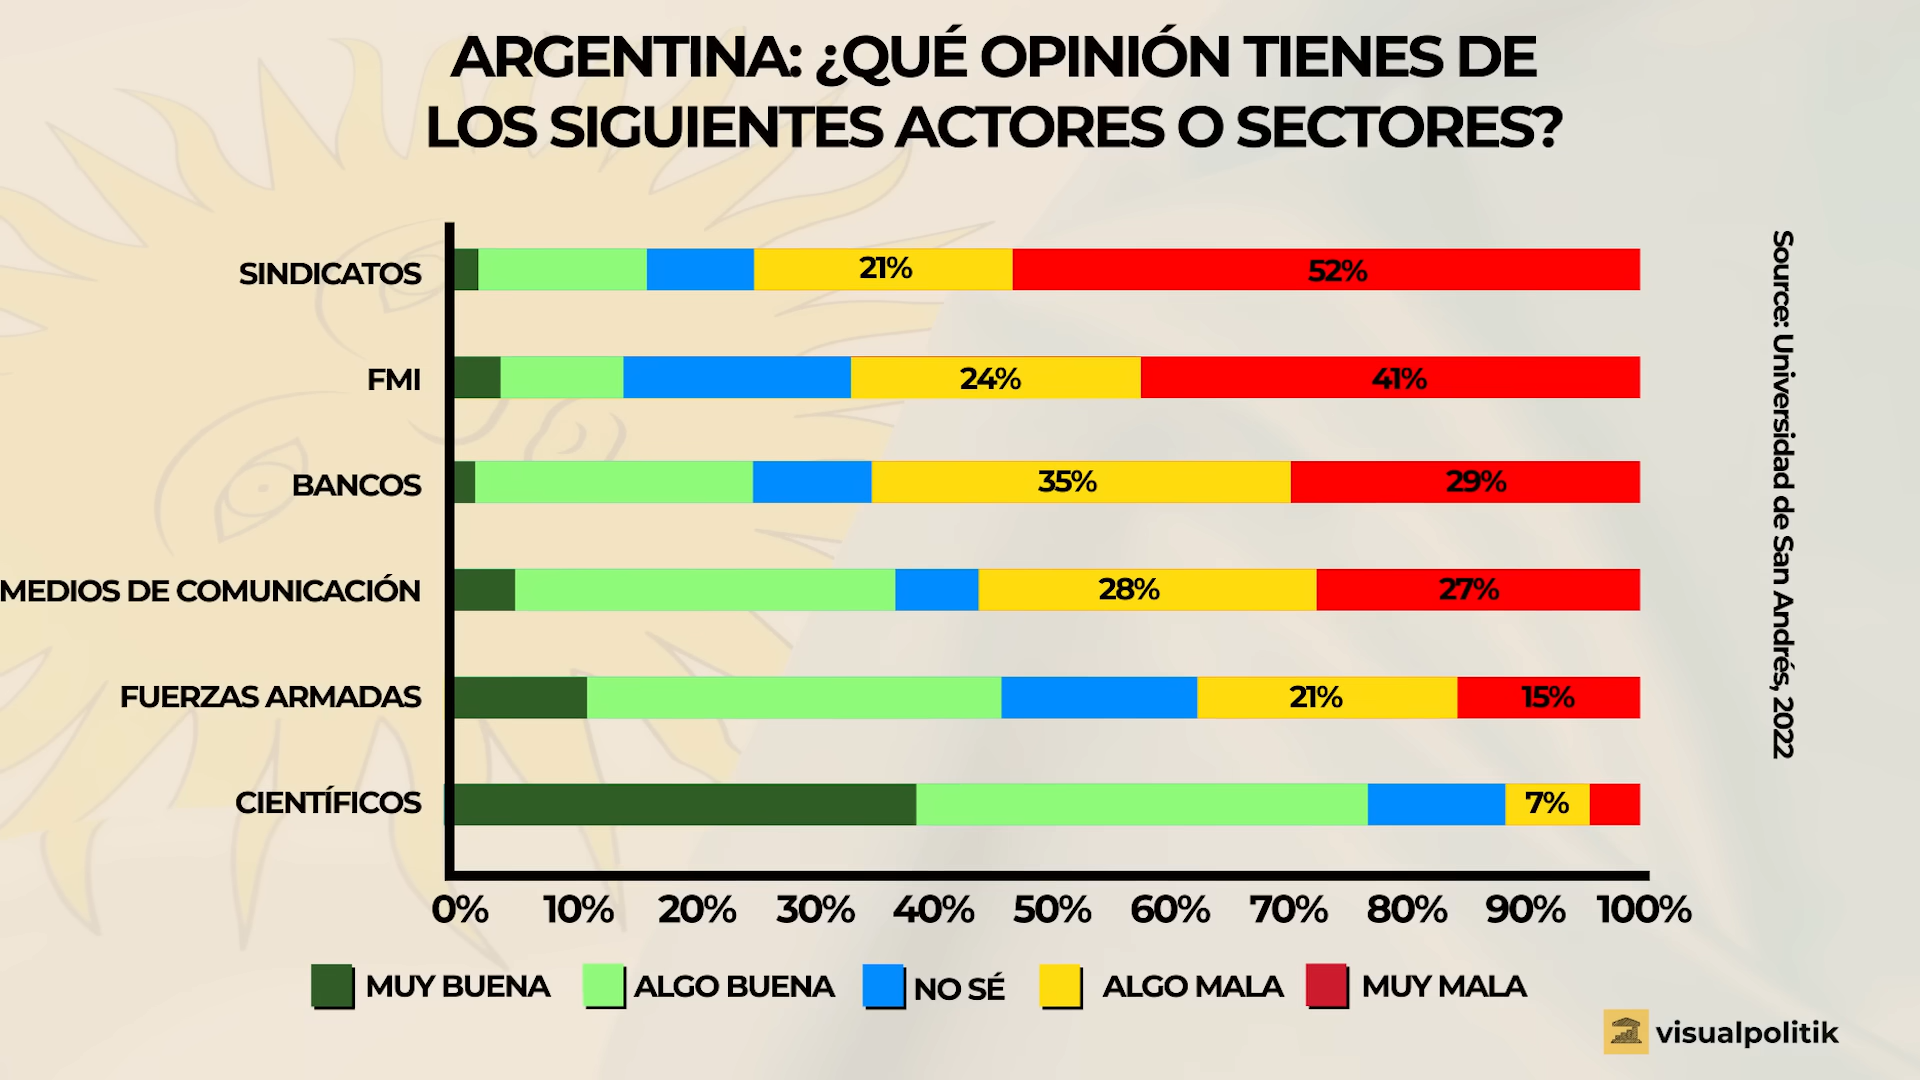 ARGENTINA: ¿QUÉ OPINIÓN TIENES DE
LOS SIGUIENTES ACTORES O SECTORES?
SINDICATOS
21%
52%
FMI
24%
41%
BANCOS
35%
29%
MEDIOS DE COMUNICACIÓN
28%
27%
FUERZAS ARMADAS
21%
15%
CIENTÍFICOS
7%
0% 10% 20% 30% 40% 50% 60% 70% 80% 90% 100%
MUY BUENA
ALGO BUENA
NO SÉ
ALGO MALA
MUY MALA
Source: Universidad de San Andrés, 2022
visualpolitik